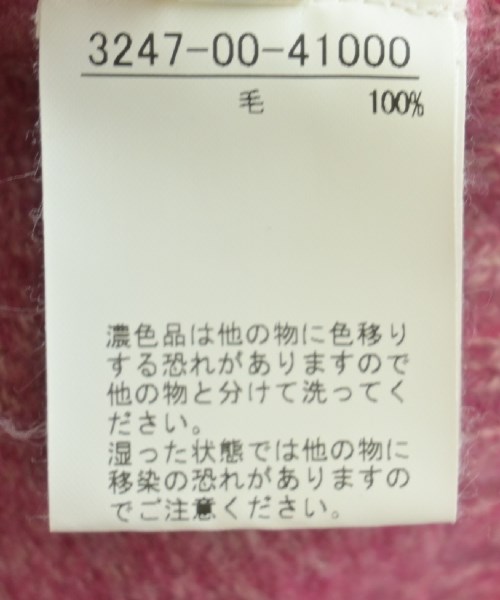 3247-00-41000
毛 100%
濃色品は他の物に色移り
する恐れがありますので
他の物と分けて洗ってく
ださい。
湿った状態では他の物に
移染の恐れがありますの
でご注意ください。